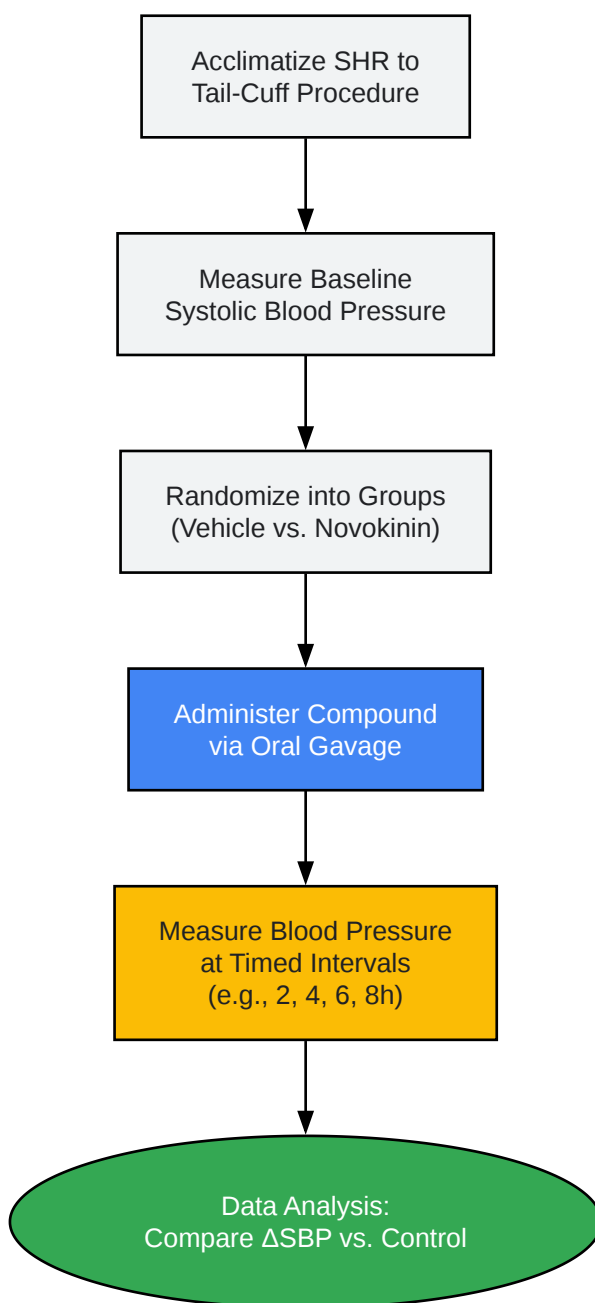 Acclimatize SHR to
Tail-Cuff Procedure
Measure Baseline
Systolic Blood Pressure
Randomize into Groups
(Vehicle vs. Novokinin)
Administer Compound
via Oral Gavage
Measure Blood Pressure
at Timed Intervals
(e.g., 2, 4, 6, 8h)
Data Analysis:
Compare ΔSBP vs. Control